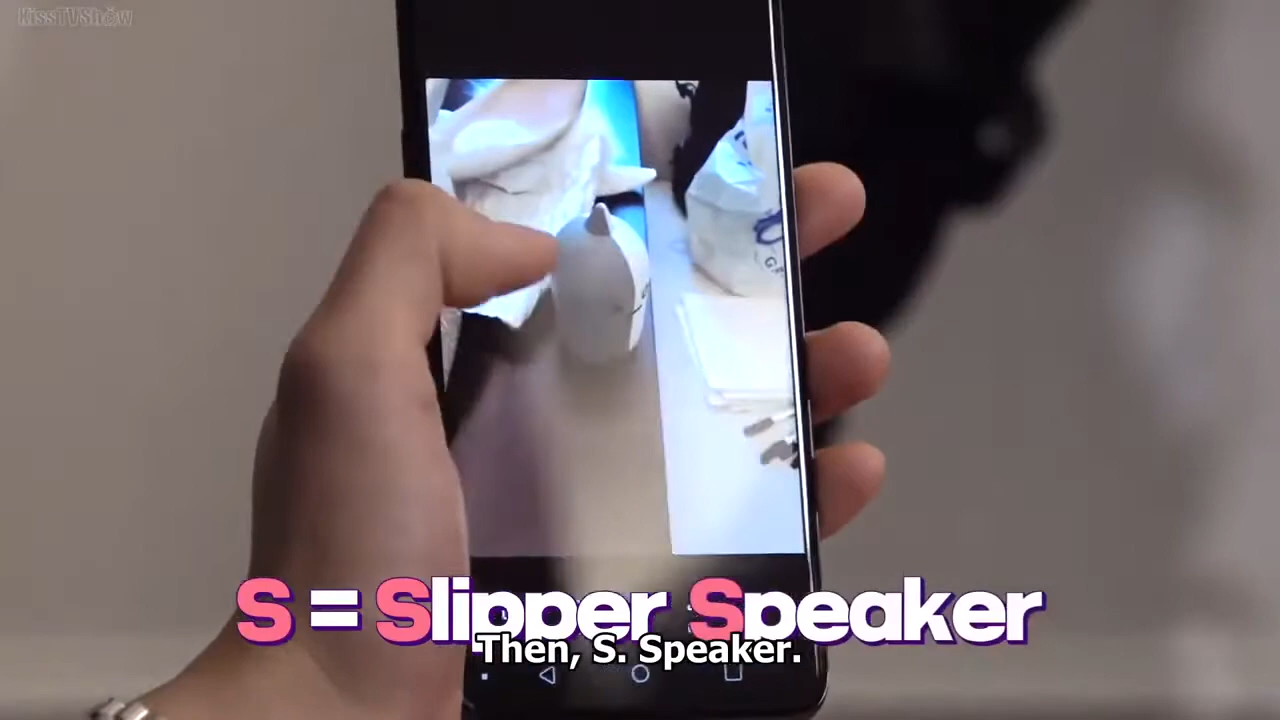 KissTVShow
S = Slipper Speaker
Then, S. Speaker.